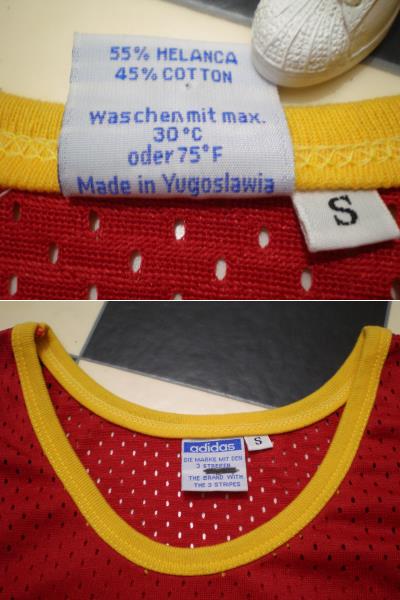 55% HELANCA
45% COTTON
Waschen mit max.
30°C
oder 75°F
Made in Yugoslawia
S
adidas
S
DIE MARKE MIT DEN
3 STREIFEN
THE BRAND WITH
THE 3 STRIPES